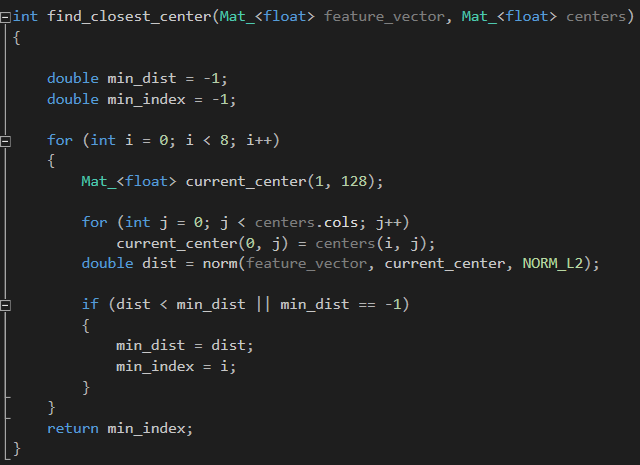 int find_closest_center(Mat_<float> feature_vector, Mat_<float> centers)
{
    double min_dist = -1;
    double min_index = -1;
    for (int i = 0; i < 8; i++)
    {
        Mat_<float> current_center(1, 128);
        for (int j = 0; j < centers.cols; j++)
            current_center(0, j) = centers(i, j);
        double dist = norm(feature_vector, current_center, NORM_L2);
        if (dist < min_dist || min_dist == -1)
        {
            min_dist = dist;
            min_index = i;
        }
    }
    return min_index;
}